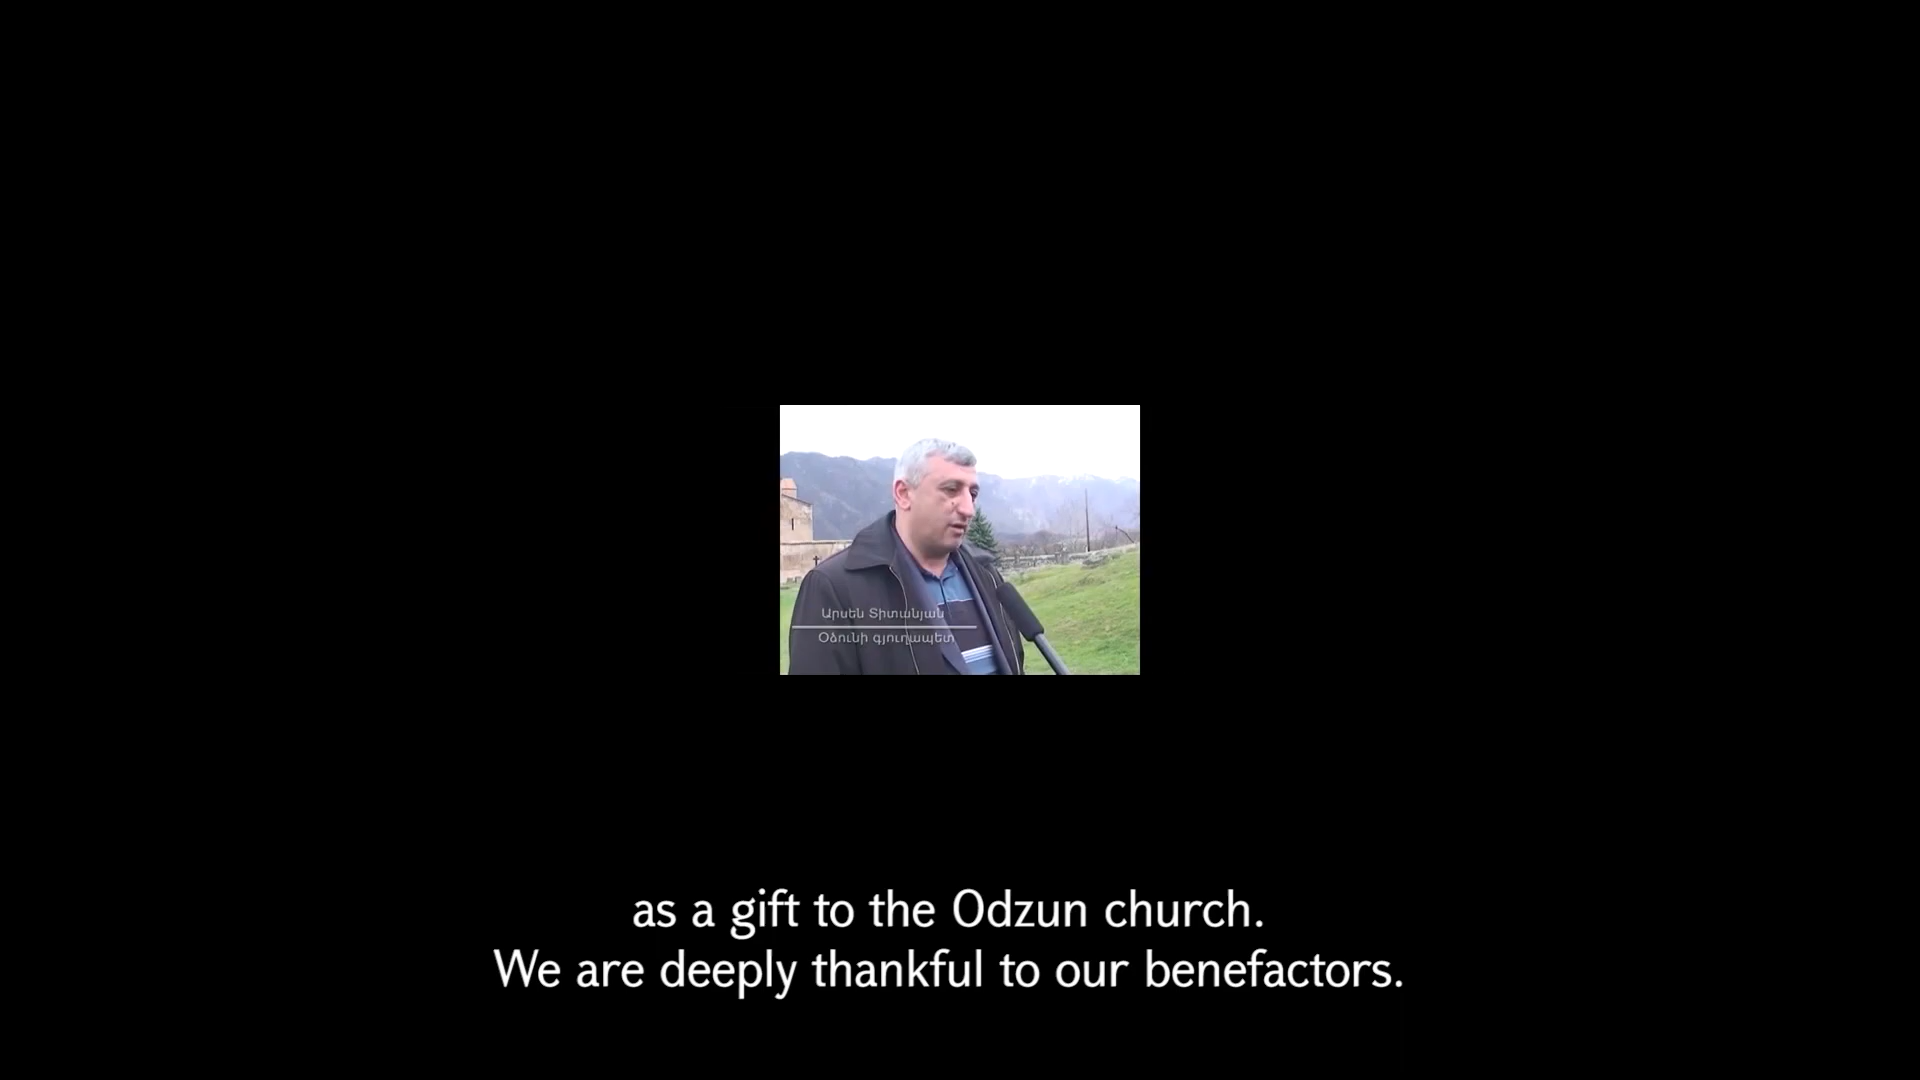 Արսեն Տիտանյան
Օձունի գյուղապետ
as a gift to the Odzun church.
We are deeply thankful to our benefactors.